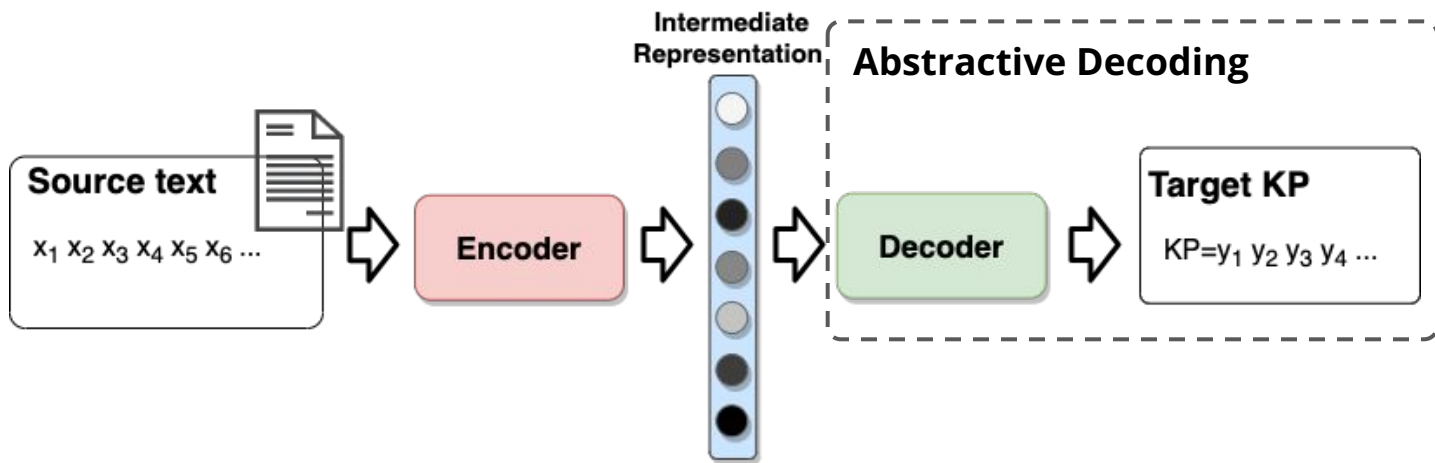 Intermediate
Representation
Abstractive Decoding
Source text
x₁ x₂ x₃ x₄ x₅ x₆ ...
Encoder
Decoder
Target KP
KP=y₁ y₂ y₃ y₄ ...